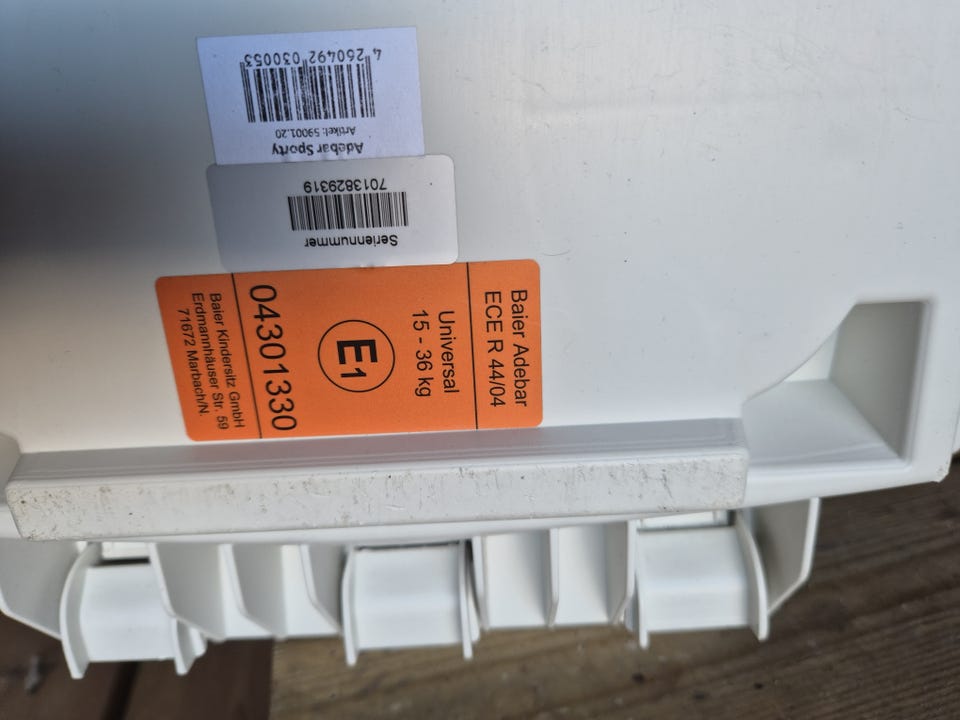 Adebar Sporty
Artikel: 59001.20
4 260492 030053
Seriennummer
7013829319
Baier Adebar
ECE R 44/04
Universal
15 - 36 kg
E1
04301330
Baier Kindersitz GmbH
Erdmannhäuser Str. 59
71672 Marbach/N.